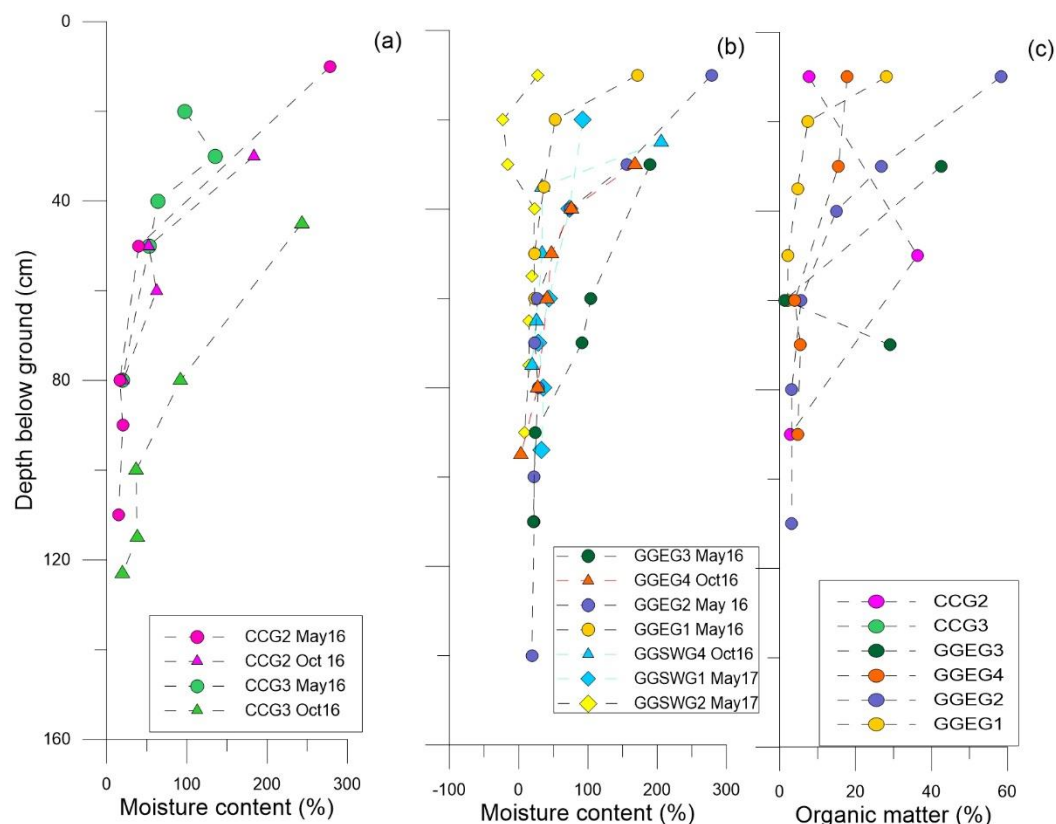 0
40
80
120
160
Depth below ground (cm)
(a)
CCG2 May16
CCG2 Oct 16
CCG3 May16
CCG3 Oct16
0 100 200 300
Moisture content (%)
(b)
GGEG3 May16
GGEG4 Oct16
GGEG2 May 16
GGEG1 May16
GGSWG4 Oct16
GGSWG1 May17
GGSWG2 May17
-100 0 100 200 300
Moisture content (%)
(c)
CCG2
CCG3
GGEG3
GGEG4
GGEG2
GGEG1
0 20 40 60
Organic matter (%)